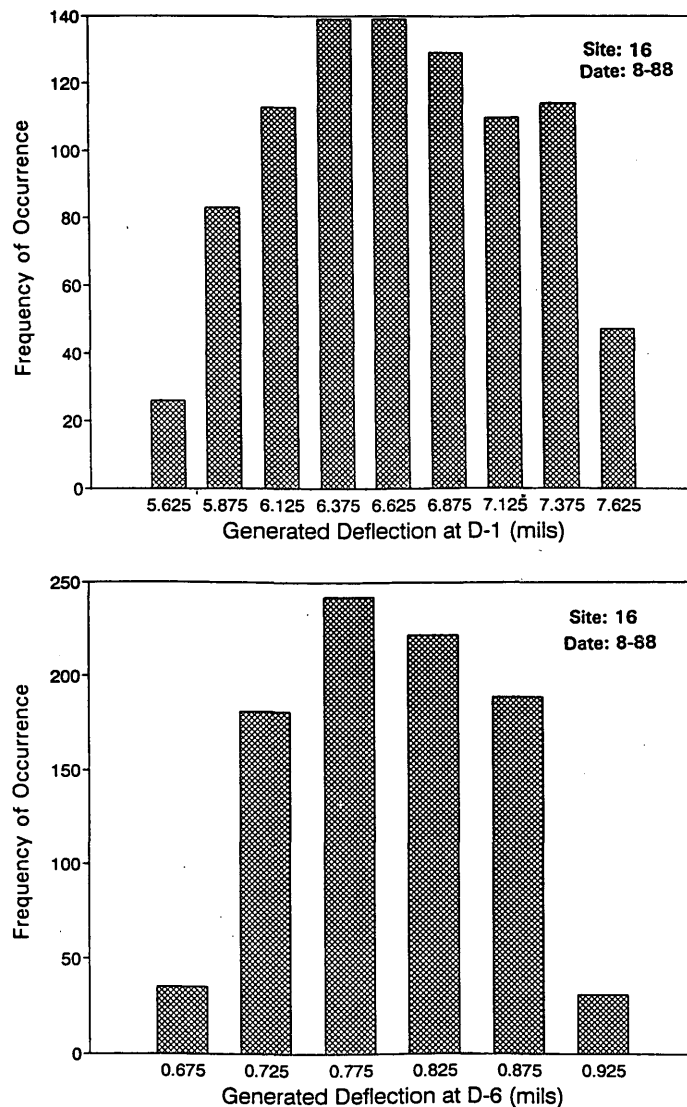 140
120
100
80
60
40
20
0
Frequency of Occurrence
Site: 16
Date: 8-88
5.625 5.875 6.125 6.375 6.625 6.875 7.125 7.375 7.625
Generated Deflection at D-1 (mils)
250
200
150
100
50
0
Frequency of Occurrence
Site: 16
Date: 8-88
0.675 0.725 0.775 0.825 0.875 0.925
Generated Deflection at D-6 (mils)